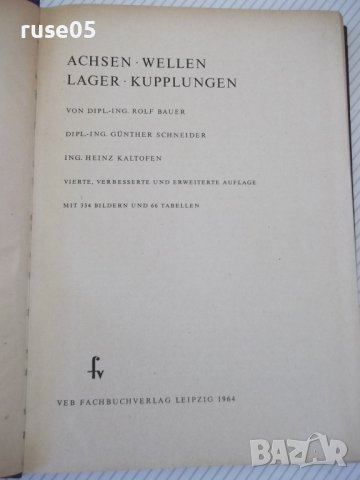 ruse05
ACHSEN · WELLEN
LAGER · KUPPLUNGEN
VON DIPL.-ING. ROLF BAUER
DIPL.-ING. GÜNTHER SCHNEIDER
ING. HEINZ KALTOFEN
VIERTE, VERBESSERTE UND ERWEITERTE AUFLAGE
MIT 334 BILDERN UND 66 TABELLEN
fv
VEB FACHBUCHVERLAG LEIPZIG 1964
BAZAR